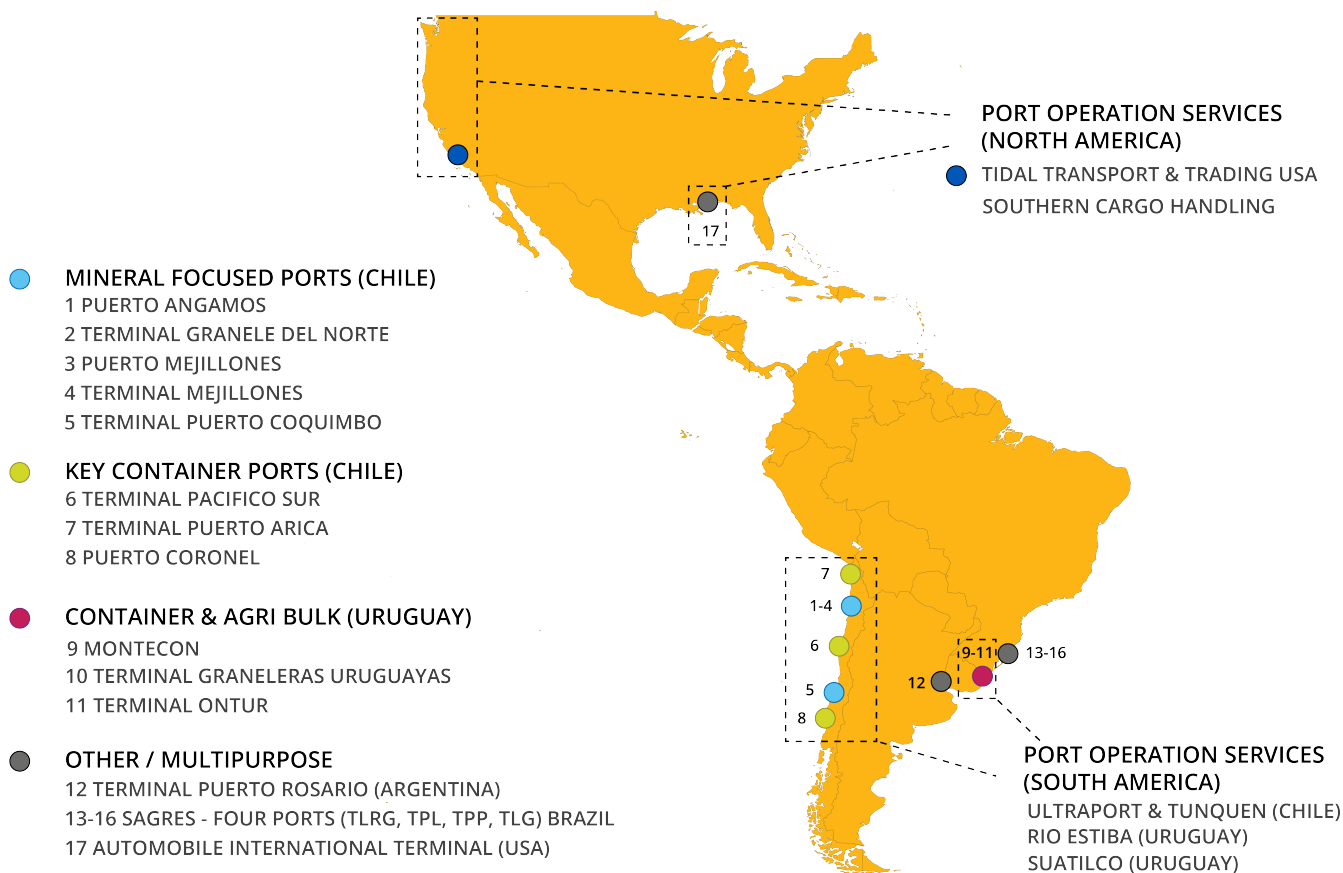 PORT OPERATION SERVICES
(NORTH AMERICA)
TIDAL TRANSPORT & TRADING USA
SOUTHERN CARGO HANDLING
17
MINERAL FOCUSED PORTS (CHILE)
1 PUERTO ANGAMOS
2 TERMINAL GRANELE DEL NORTE
3 PUERTO MEJILLONES
4 TERMINAL MEJILLONES
5 TERMINAL PUERTO COQUIMBO
KEY CONTAINER PORTS (CHILE)
6 TERMINAL PACIFICO SUR
7 TERMINAL PUERTO ARICA
8 PUERTO CORONEL
CONTAINER & AGRI BULK (URUGUAY)
9 MONTECON
10 TERMINAL GRANELERAS URUGUAYAS
11 TERMINAL ONTUR
OTHER / MULTIPURPOSE
12 TERMINAL PUERTO ROSARIO (ARGENTINA)
13-16 SAGRES - FOUR PORTS (TLRG, TPL, TPP, TLG) BRAZIL
17 AUTOMOBILE INTERNATIONAL TERMINAL (USA)
7
1-4
6
5
8
12
9-11
13-16
PORT OPERATION SERVICES
(SOUTH AMERICA)
ULTRAPORT & TUNQUEN (CHILE)
RIO ESTIBA (URUGUAY)
SUATILCO (URUGUAY)